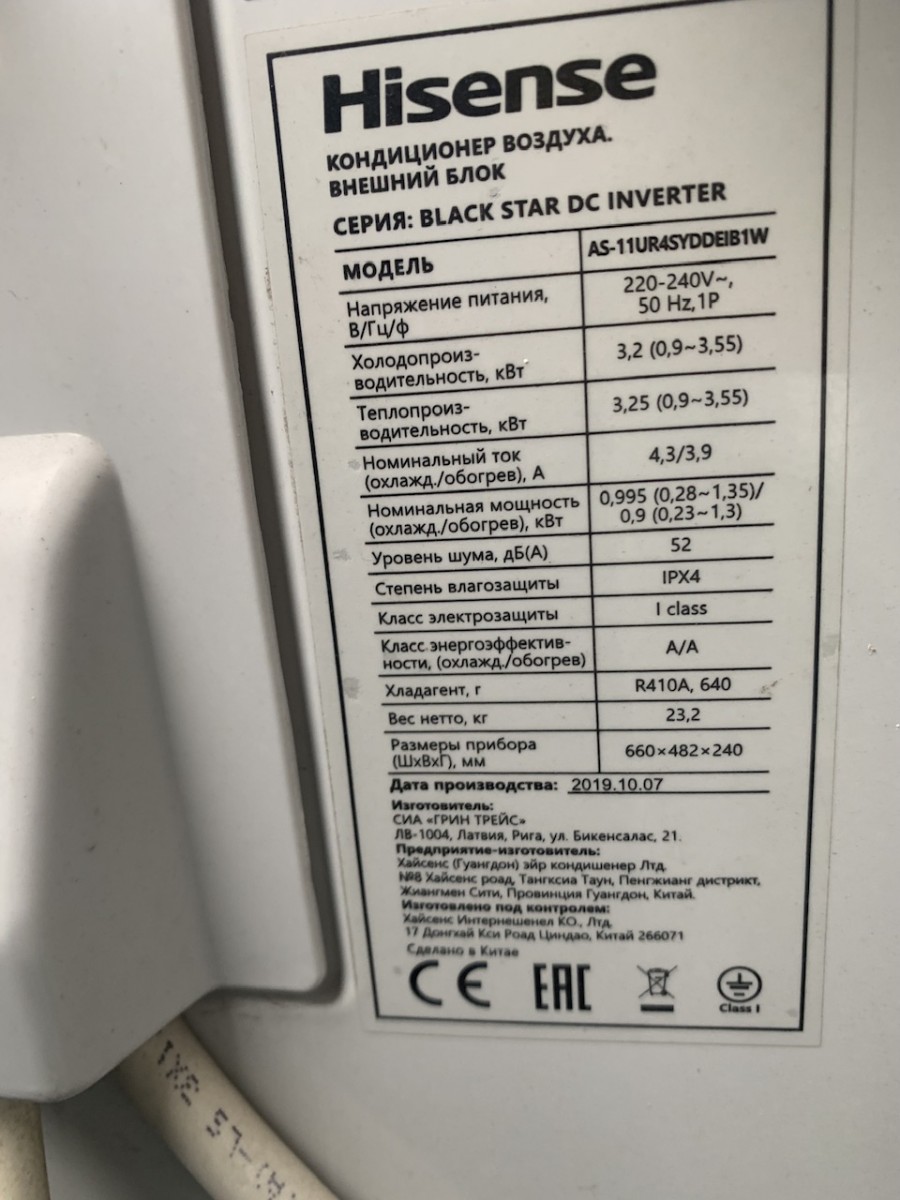 Hisense
КОНДИЦИОНЕР ВОЗДУХА.
ВНЕШНИЙ БЛОК
СЕРИЯ: BLACK STAR DC INVERTER
МОДЕЛЬ AS-11UR4SYDDEIB1W
Напряжение питания, 220-240V~,
В/Гц/ф 50 Hz,1P
Холодопроиз-
водительность, кВт 3,2 (0,9~3,55)
Теплопроиз-
водительность, кВт 3,25 (0,9~3,55)
Номинальный ток
(охлажд./обогрев), А 4,3/3,9
Номинальная мощность 0,995 (0,28~1,35)/
(охлажд./обогрев), кВт 0,9 (0,23~1,3)
Уровень шума, дБ(А) 52
Степень влагозащиты IPX4
Класс электрозащиты I class
Класс энергоэффектив-
ности, (охлажд./обогрев) A/A
Хладагент, г R410A, 640
Вес нетто, кг 23,2
Размеры прибора
(ШхВхГ), мм 660×482×240
Дата производства: 2019.10.07
Изготовитель:
СИА «ГРИН ТРЕЙС»
ЛВ-1004, Латвия, Рига, ул. Бикенсалас, 21.
Предприятие-изготовитель:
Хайсенс (Гуангдон) эйр кондишенер Лтд.
№8 Хайсенс роад, Тангксиа Таун, Пенгжианг дистрикт,
Жиангмен Сити, Провинция Гуангдон, Китай.
Изготовлено под контролем:
Хайсенс Интернешенел КО., Лтд.
17 Донгхай Кси Роад Циндао, Китай 266071
Сделано в Китае
CE EAC
Class I